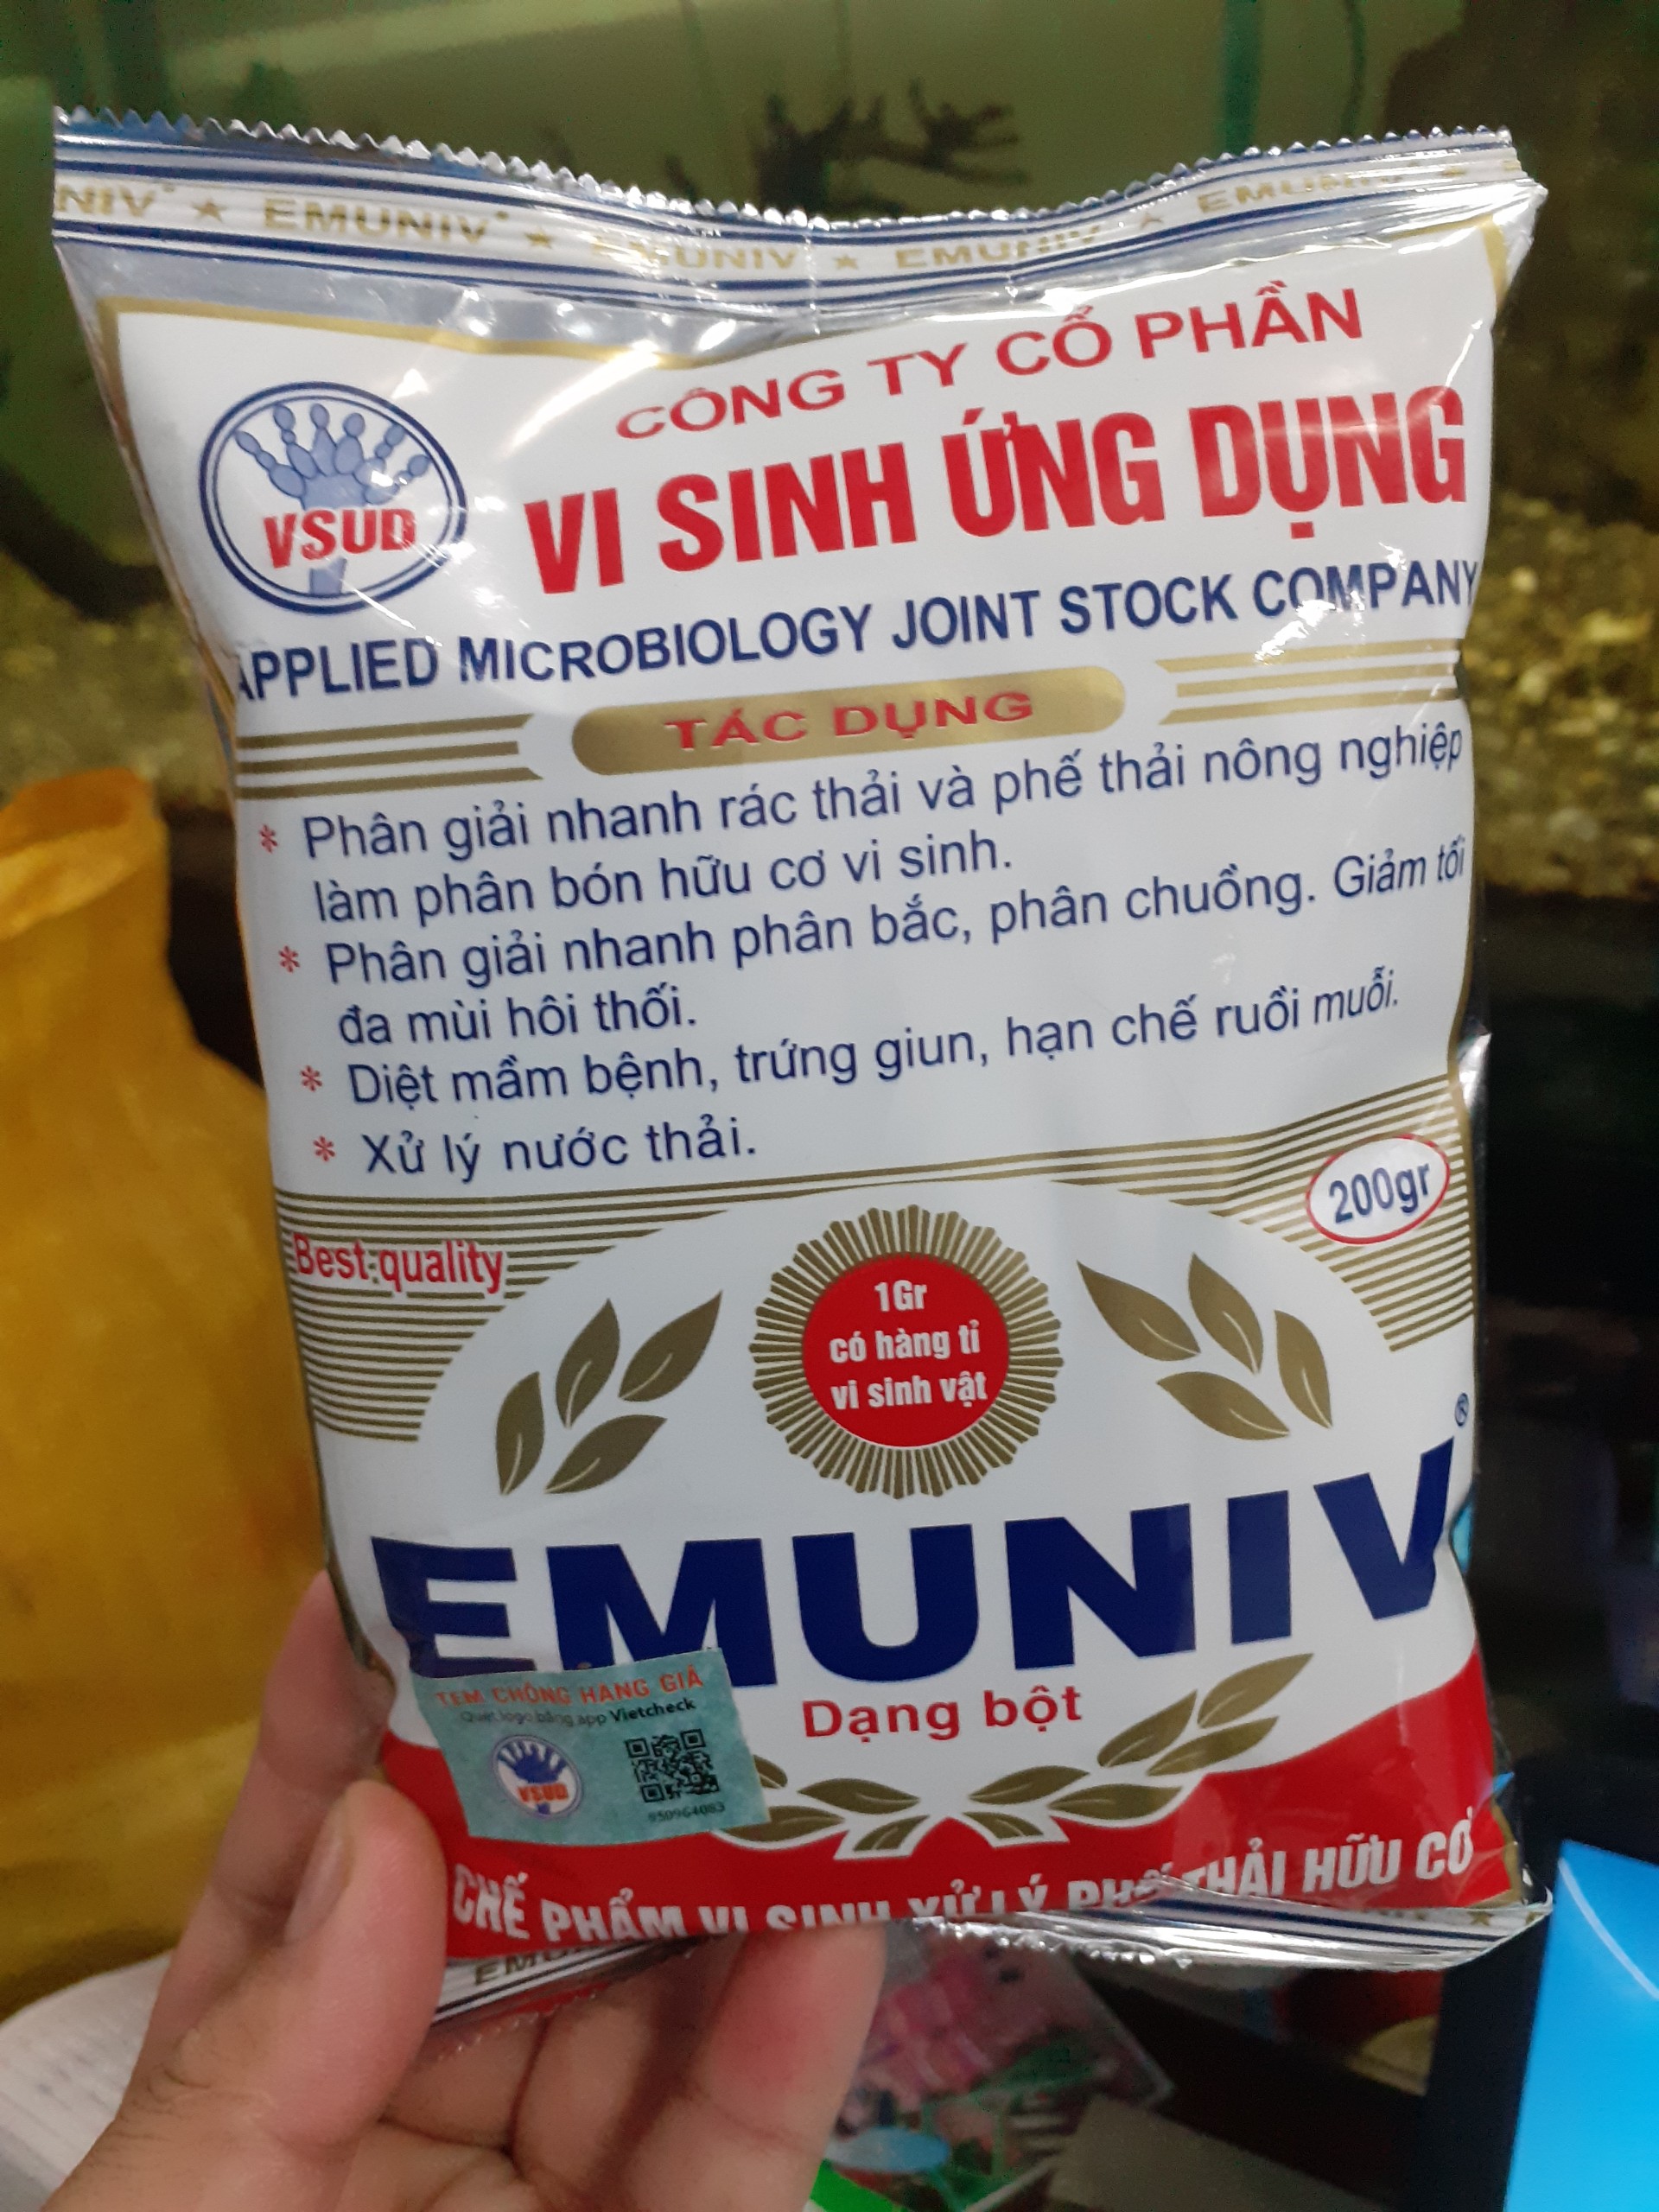 NIV ★ EMUNIV ★ EMUNIV ★ EMUNIV ★ EMUNIV
VSUD
CÔNG TY CỔ PHẦN
VI SINH ỨNG DỤNG
APPLIED MICROBIOLOGY JOINT STOCK COMPANY
TÁC DỤNG
* Phân giải nhanh rác thải và phế thải nông nghiệp
làm phân bón hữu cơ vi sinh.
* Phân giải nhanh phân bắc, phân chuồng. Giảm tối
đa mùi hôi thối.
* Diệt mầm bệnh, trứng giun, hạn chế ruồi muỗi.
* Xử lý nước thải.
200gr
Best quality
1Gr
có hàng tỉ
vi sinh vật
EMUNIV®
Dạng bột
TEM CHỐNG HÀNG GIẢ
Quét logo bằng app Vietcheck
VSUD
950964083
CHẾ PHẨM VI SINH XỬ LÝ PHẾ THẢI HỮU CƠ